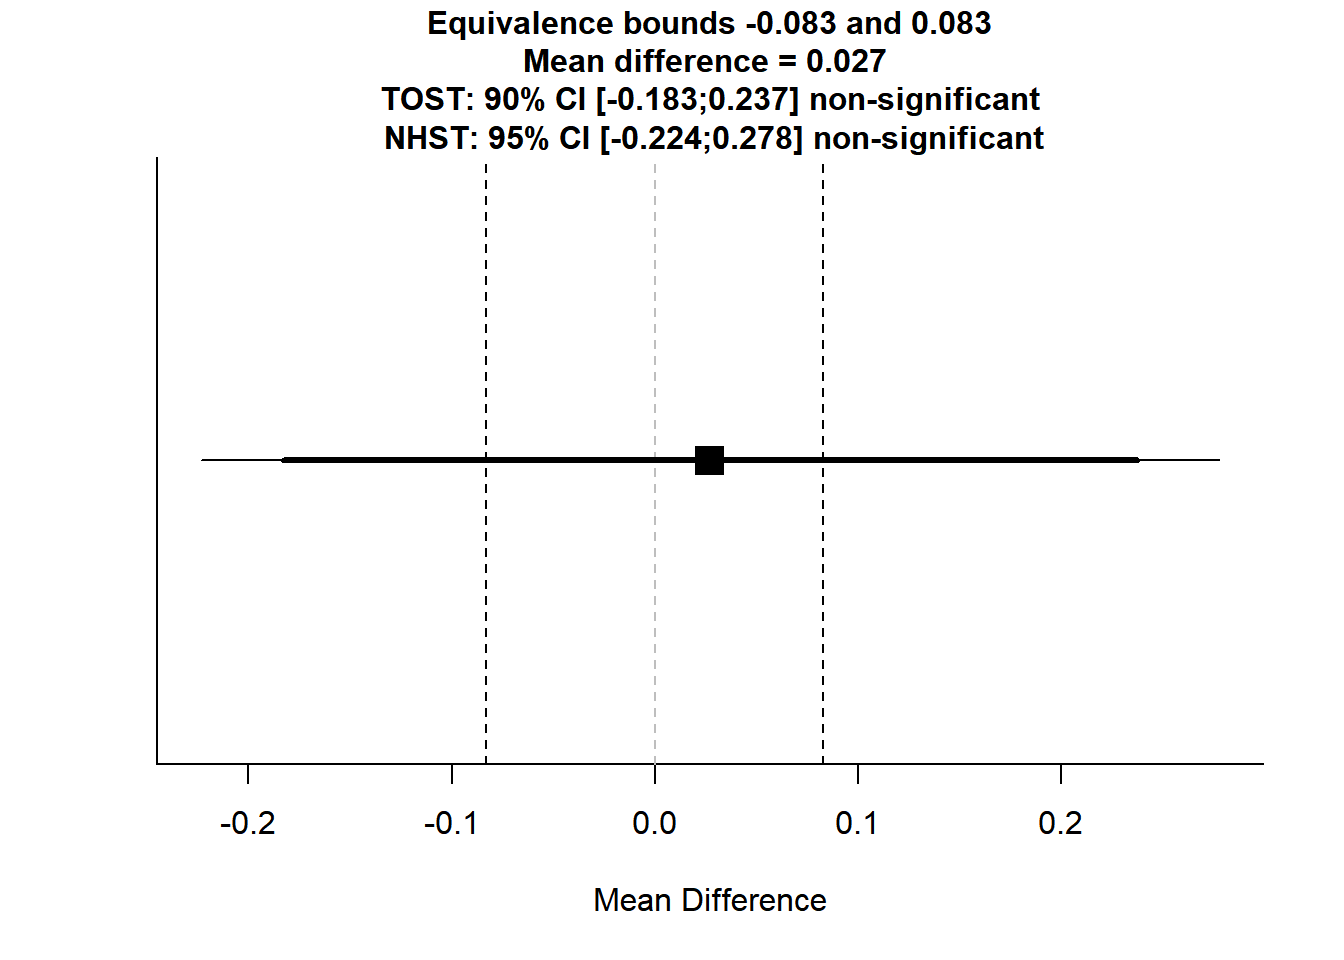 Equivalence bounds -0.083 and 0.083
Mean difference = 0.027
TOST: 90% CI [-0.183;0.237] non-significant
NHST: 95% CI [-0.224;0.278] non-significant
-0.2 -0.1 0.0 0.1 0.2
Mean Difference